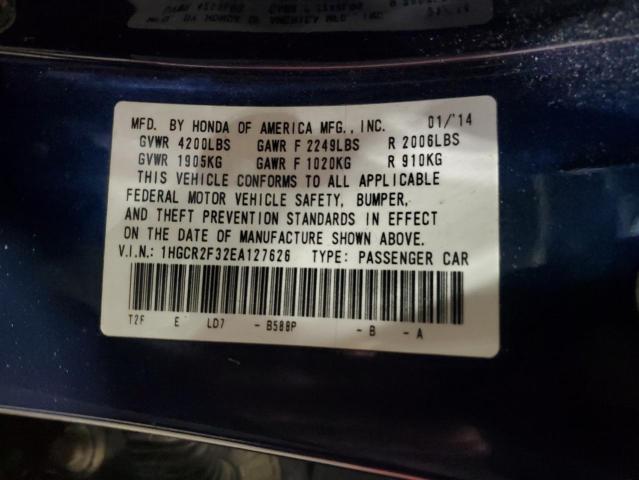 MFD. BY HONDA OF AMERICA MFG., INC. 01/'14
GVWR 4200LBS GAWR F 2249LBS R 2006LBS
GVWR 1905KG GAWR F 1020KG R 910KG
THIS VEHICLE CONFORMS TO ALL APPLICABLE
FEDERAL MOTOR VEHICLE SAFETY, BUMPER,
AND THEFT PREVENTION STANDARDS IN EFFECT
ON THE DATE OF MANUFACTURE SHOWN ABOVE.
V.I.N.: 1HGCR2F32EA127626 TYPE: PASSENGER CAR
T2F E LD7 - B588P - B - A